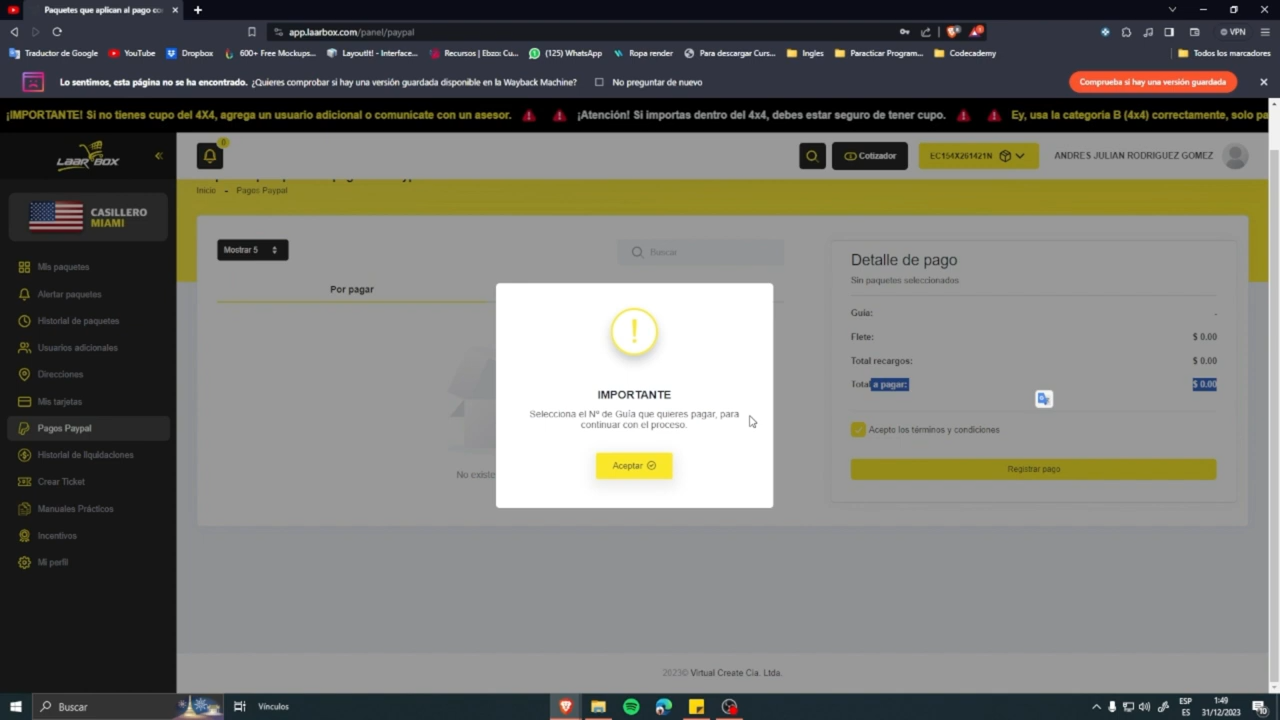 Paquetes que aplican al pago co
app.laarbox.com/panel/paypal
VPN
Traductor de Google
YouTube
Dropbox
600+ Free Mockups...
Layoutit! - Interface...
Recursos | Ebzzo: Cu...
(125) WhatsApp
Ropa render
Para descargar Curs...
Ingles
Paracticar Program...
Codecademy
Todos los marcadores
Lo sentimos, esta página no se ha encontrado. ¿Quieres comprobar si hay una versión guardada disponible en la Wayback Machine?
No preguntar de nuevo
Comprueba si hay una versión guardada
¡IMPORTANTE! Si no tienes cupo del 4X4, agrega un usuario adicional o comunicate con un asesor.
¡Atención! Si importas dentro del 4x4, debes estar seguro de tener cupo.
Ey, usa la categoría B (4x4) correctamente, solo pa
LAAR BOX
Cotizador
EC154X261421N
ANDRES JULIAN RODRIGUEZ GOMEZ
CASILLERO
MIAMI
Inicio - Pagos Paypal
Mis paquetes
Alertar paquetes
Historial de paquetes
Usuarios adicionales
Direcciones
Mis tarjetas
Pagos Paypal
Historial de liquidaciones
Crear Ticket
Manuales Prácticos
Incentivos
Mi perfil
Mostrar 5
Buscar
Por pagar
No existe
IMPORTANTE
Selecciona el Nº de Guía que quieres pagar, para
continuar con el proceso.
Aceptar
Detalle de pago
Sin paquetes seleccionados
Guía: -
Flete: $ 0.00
Total recargos: $ 0.00
Total a pagar: $ 0.00
Acepto los términos y condiciones
Registrar pago
2023© Virtual Create Cia. Ltda.
Buscar
Vínculos
ESP
ES
1:49
31/12/2023